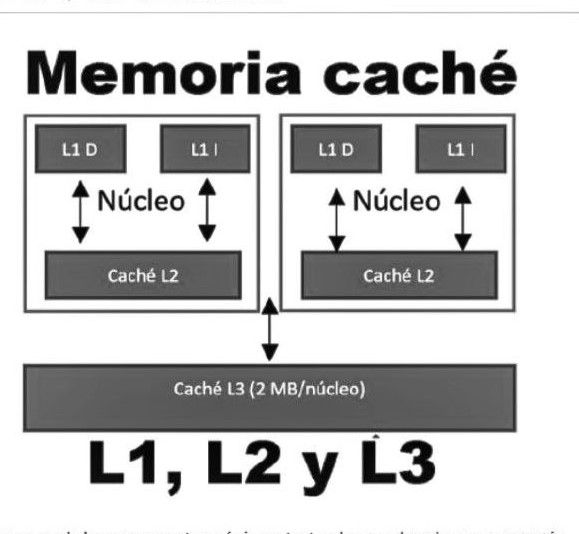 Memoria caché
L1 D
L1 I
L1 D
L1 I
Núcleo
Núcleo
Caché L2
Caché L2
Caché L3 (2 MB/núcleo)
L1, L2 y L3